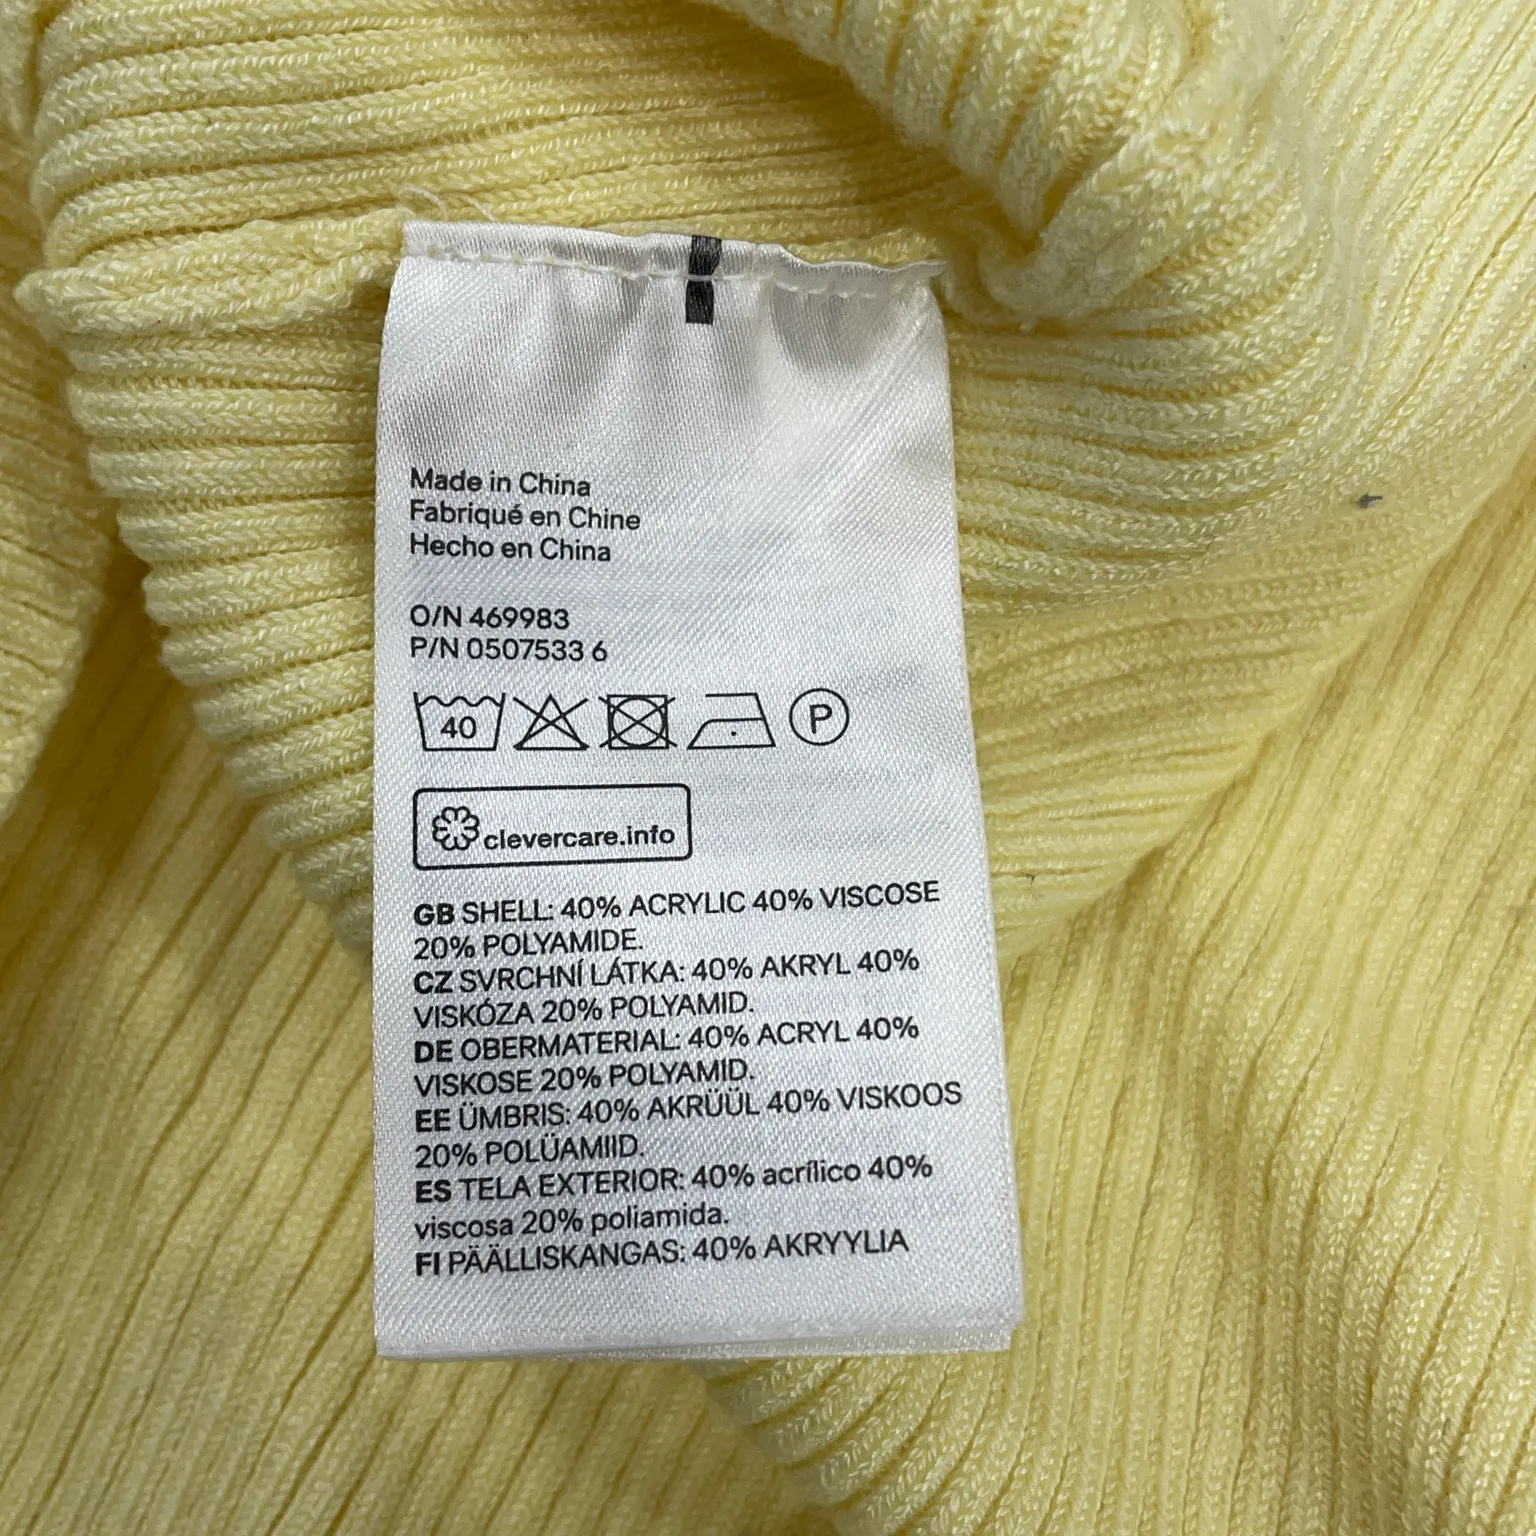 Made in China
Fabriqué en Chine
Hecho en China
O/N 469983
P/N 0507533 6
40
P
clevercare.info
GB SHELL: 40% ACRYLIC 40% VISCOSE
20% POLYAMIDE.
CZ SVRCHNÍ LÁTKA: 40% AKRYL 40%
VISKÓZA 20% POLYAMID.
DE OBERMATERIAL: 40% ACRYL 40%
VISKOSE 20% POLYAMID.
EE ÜMBRIS: 40% AKRÜÜL 40% VISKOOS
20% POLÜAMIID.
ES TELA EXTERIOR: 40% acrílico 40%
viscosa 20% poliamida.
FI PÄÄLLISKANGAS: 40% AKRYYLIA